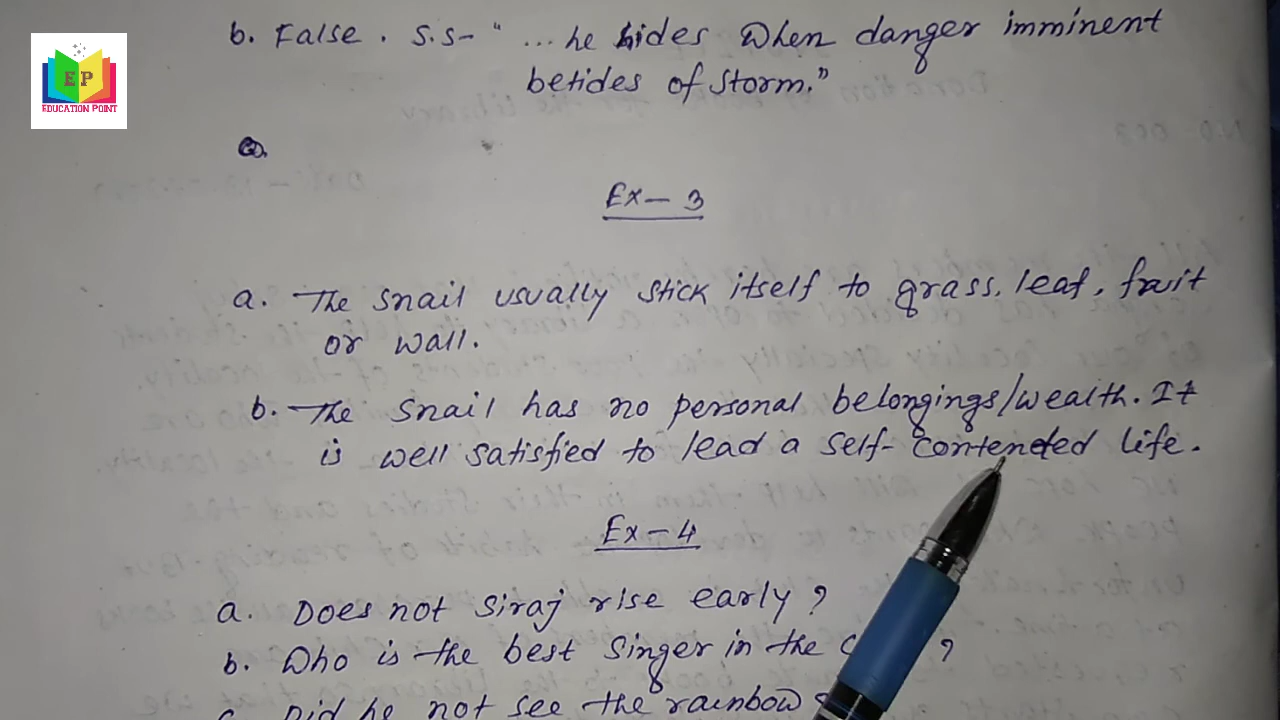 b. False. S.S- "... he hides when danger imminent
betides of storm."
EP
EDUCATION POINT
Ex - 3
a. The snail usually stick itself to grass, leaf, fruit
or wall.
b. The snail has no personal belongings/wealth. It
is well satisfied to lead a self-contended life.
Ex - 4
a. Does not Siraj rise early ?
b. Who is the best singer in the ?
c. Did he not see the rainbow